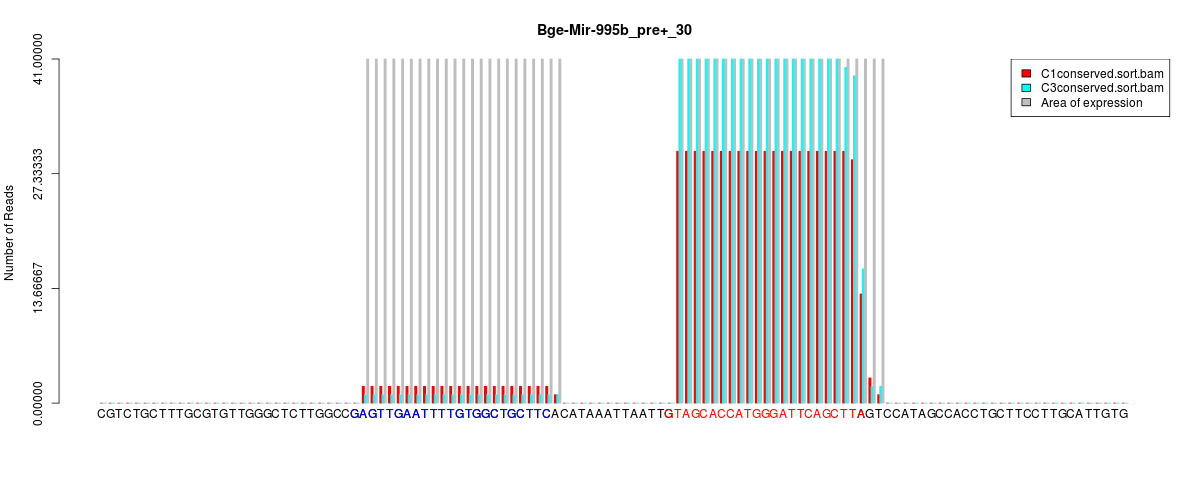 Bge-Mir-995b_pre+_30
41.00000
27.33333
13.66667
0.00000
Number of Reads
C1conserved.sort.bam
C3conserved.sort.bam
Area of expression
CGTCTGCTTTGCGTGTTGGGCTCTTGGCCGAGTTGAATTTTGTGGCTGCTTCACATAAATTAATTGTAGCACCATGGGATTCAGCTTAGTCCATAGCCACCTGCTTCCTTGCATTGTG